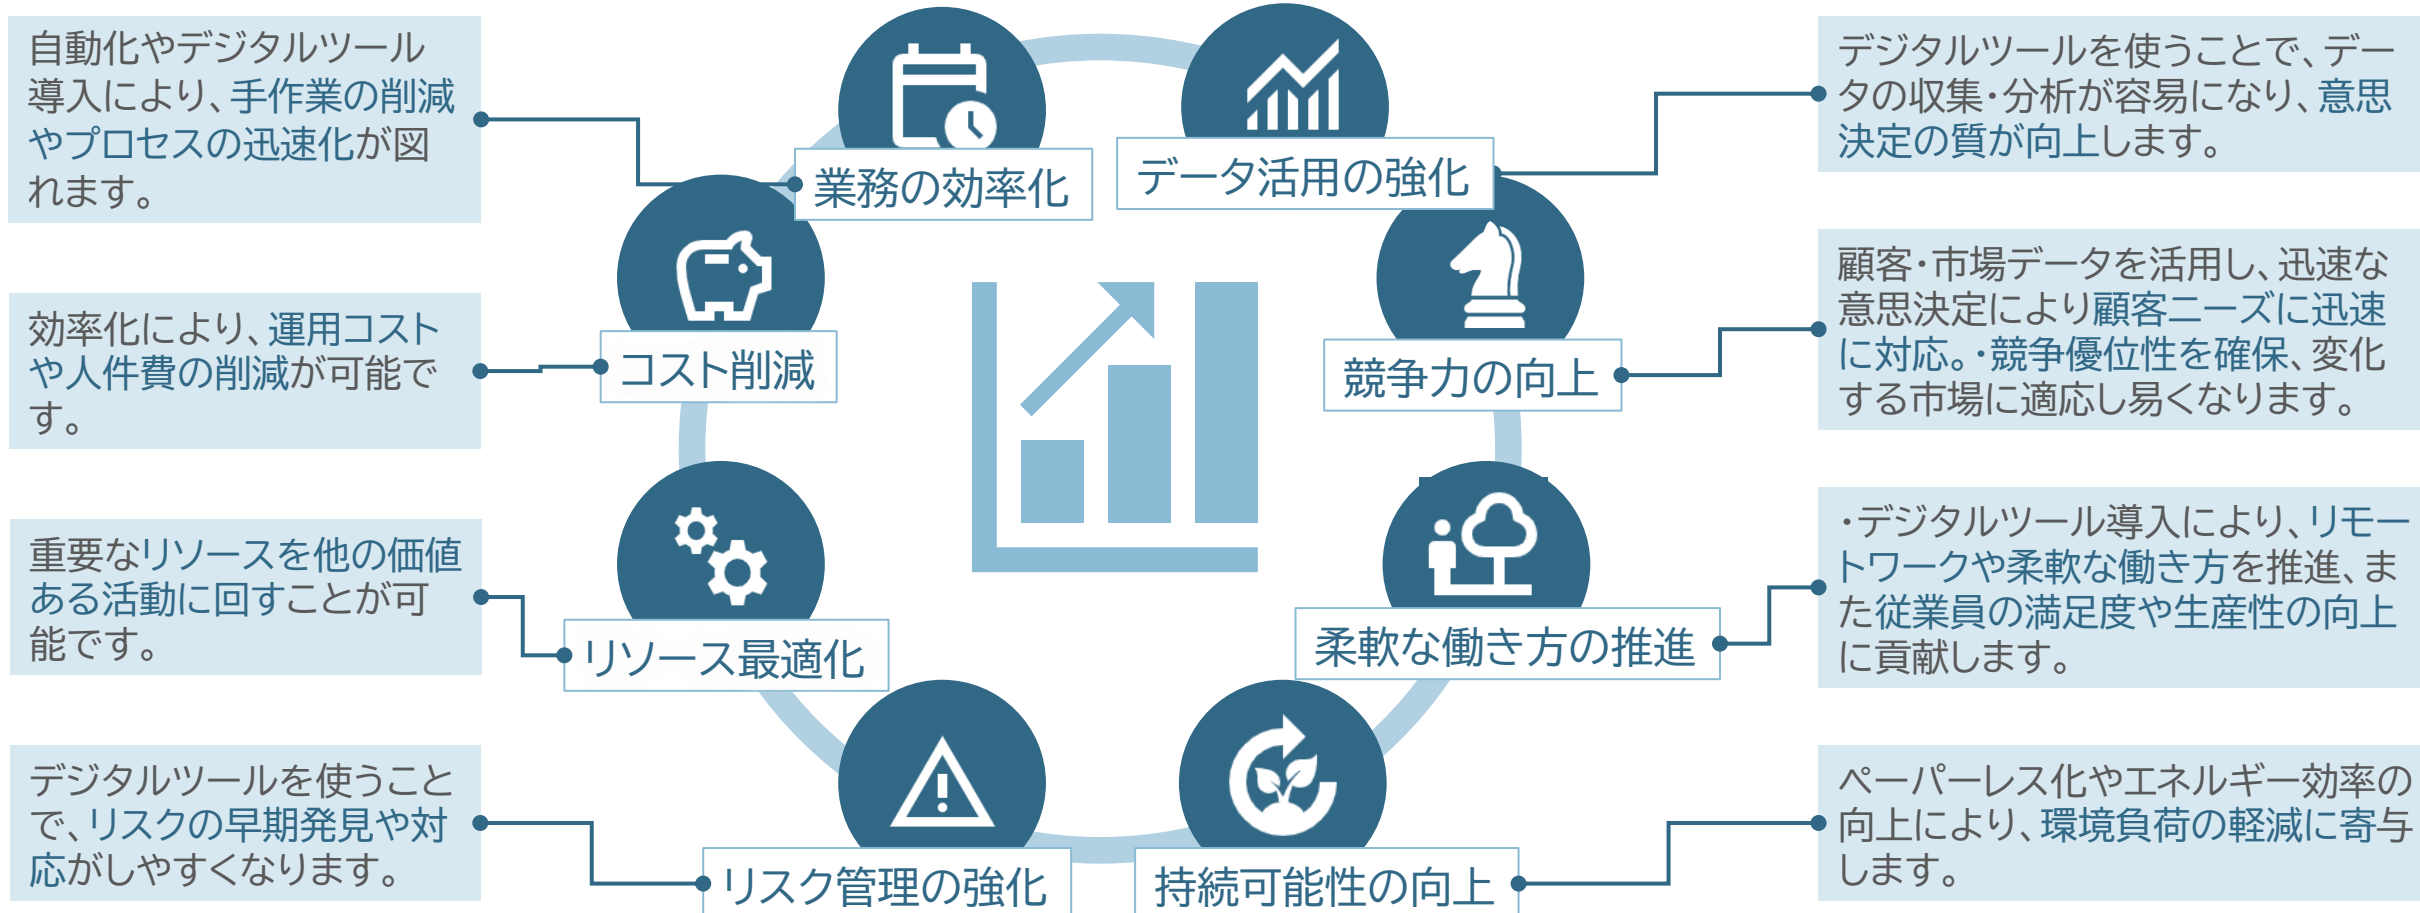 自動化やデジタルツール
導入により、手作業の削減
やプロセスの迅速化が図
れます。
業務の効率化
効率化により、運用コスト
や人件費の削減が可能で
す。
コスト削減
重要なリソースを他の価値
ある活動に回すことが可
能です。
リソース最適化
デジタルツールを使うこと
で、リスクの早期発見や対
応がしやすくなります。
リスク管理の強化
データ活用の強化
デジタルツールを使うことで、デー
タの収集・分析が容易になり、意思
決定の質が向上します。
競争力の向上
顧客・市場データを活用し、迅速な
意思決定により顧客ニーズに迅速
に対応。・競争優位性を確保、変化
する市場に適応し易くなります。
柔軟な働き方の推進
・デジタルツール導入により、リモー
トワークや柔軟な働き方を推進、ま
た従業員の満足度や生産性の向上
に貢献します。
持続可能性の向上
ペーパーレス化やエネルギー効率の
向上により、環境負荷の軽減に寄与
します。